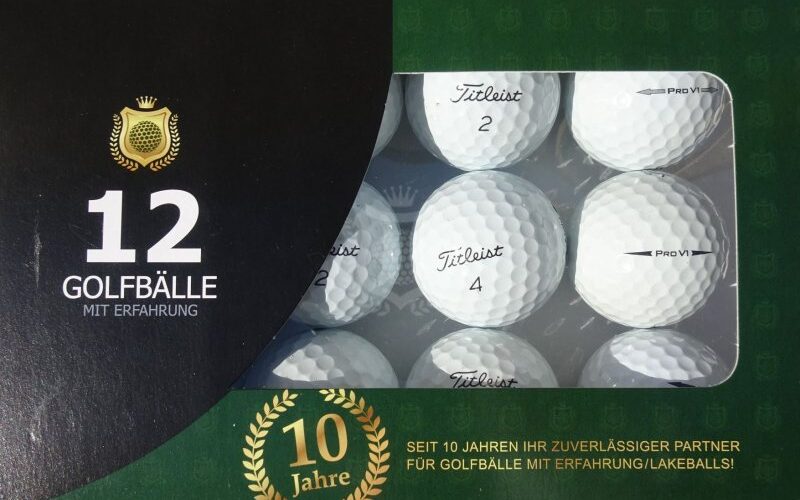 12
GOLFBÄLLE
MIT ERFAHRUNG
Titleist
2
PRO V1
2
Titleist
4
PRO V1
Titleist
10
Jahre
SEIT 10 JAHREN IHR ZUVERLÄSSIGER PARTNER
FÜR GOLFBÄLLE MIT ERFAHRUNG/LAKEBALLS!